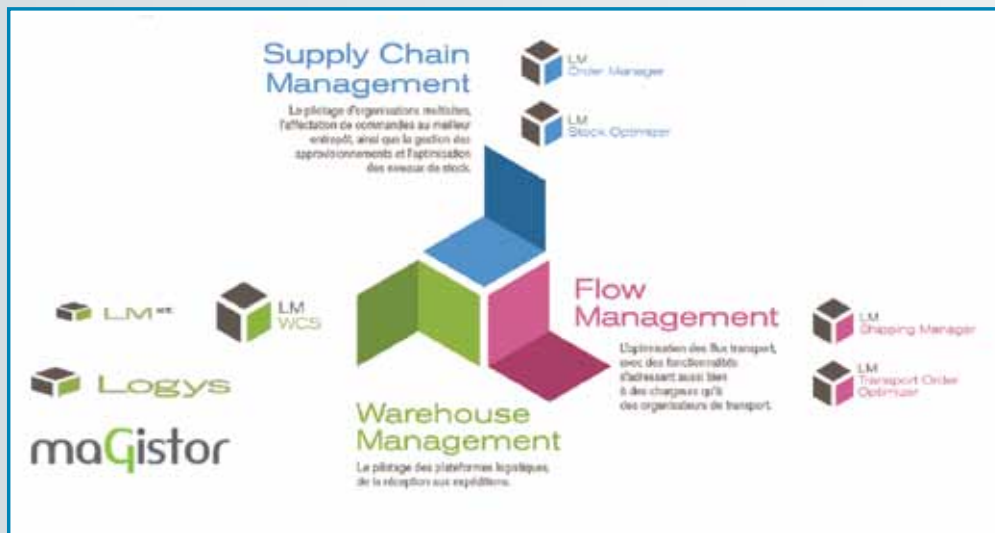 Supply Chain
Management
Le pilotage d'organisations multisites,
l'affectation de commandes au meilleur
entrepôt, ainsi que la gestion des
approvisionnements et l'optimisation
des niveaux de stock.
LM
Order Manager
LM
Stock Optimizer
LM
LM
WCS
Logys
maGistor
Flow
Management
L'optimisation des flux transport,
avec des fonctionnalités
s'adressant aussi bien
à des chargeurs qu'à
des organisateurs de transport.
LM
Shipping Manager
LM
Transport Order
Optimizer
Warehouse
Management
Le pilotage des plateformes logistiques,
de la réception aux expéditions.